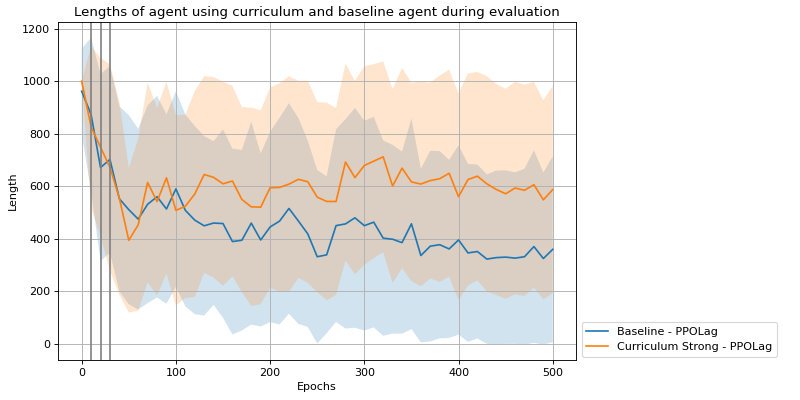 Lengths of agent using curriculum and baseline agent during evaluation
1200
1000
800
600
400
200
0
Length
0 100 200 300 400 500
Epochs
Baseline - PPOLag
Curriculum Strong - PPOLag